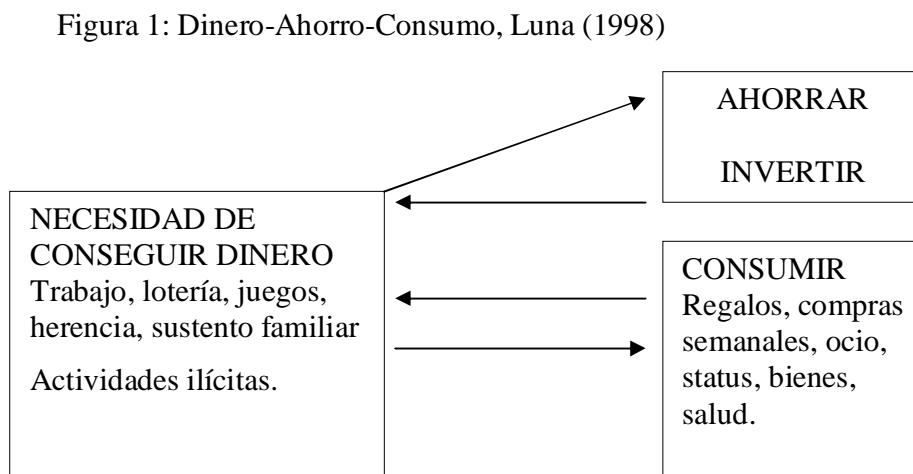 Figura 1: Dinero-Ahorro-Consumo, Luna (1998)
AHORRAR
INVERTIR
NECESIDAD DE
CONSEGUIR DINERO
Trabajo, lotería, juegos,
herencia, sustento familiar
Actividades ilícitas.
CONSUMIR
Regalos, compras
semanales, ocio,
status, bienes,
salud.